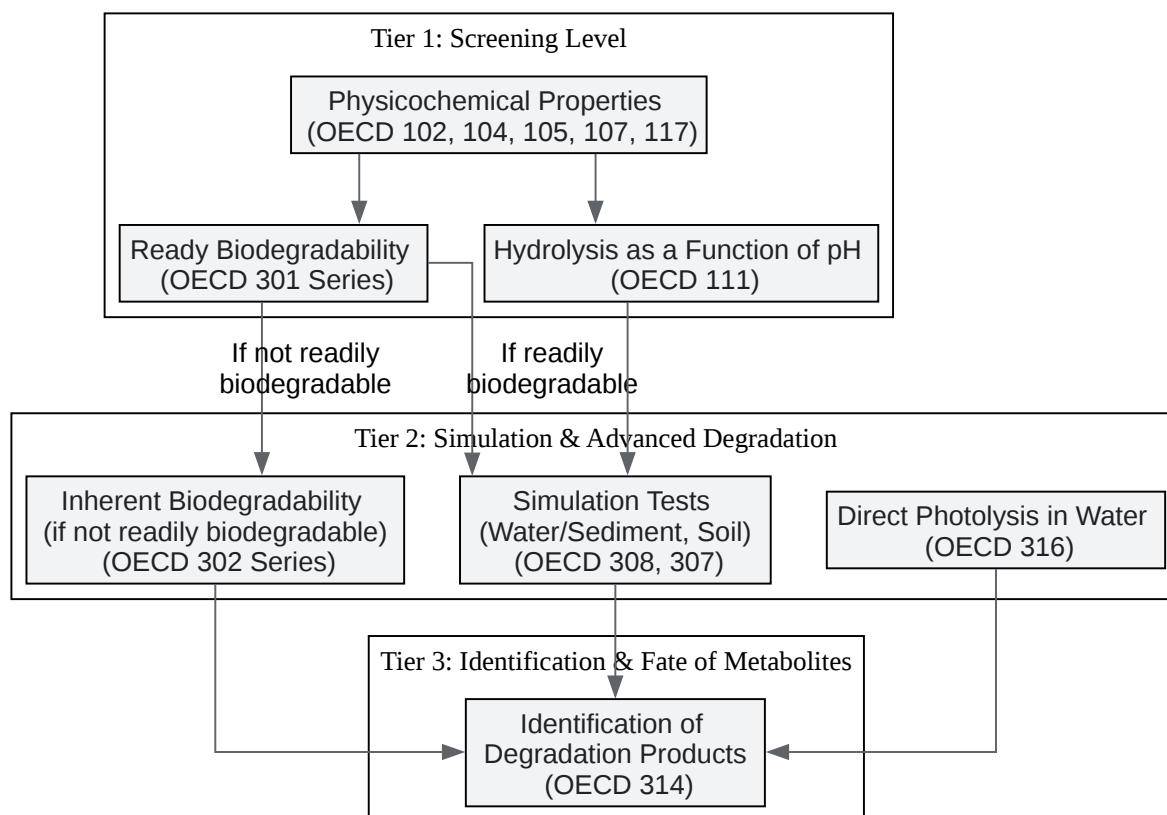 Tier 1: Screening Level
Physicochemical Properties
(OECD 102, 104, 105, 107, 117)
Ready Biodegradability
(OECD 301 Series)
Hydrolysis as a Function of pH
(OECD 111)
If not readily
biodegradable
If readily
biodegradable
Tier 2: Simulation & Advanced Degradation
Inherent Biodegradability
(if not readily biodegradable)
(OECD 302 Series)
Simulation Tests
(Water/Sediment, Soil)
(OECD 308, 307)
Direct Photolysis in Water
(OECD 316)
Tier 3: Identification & Fate of Metabolites
Identification of
Degradation Products
(OECD 314)